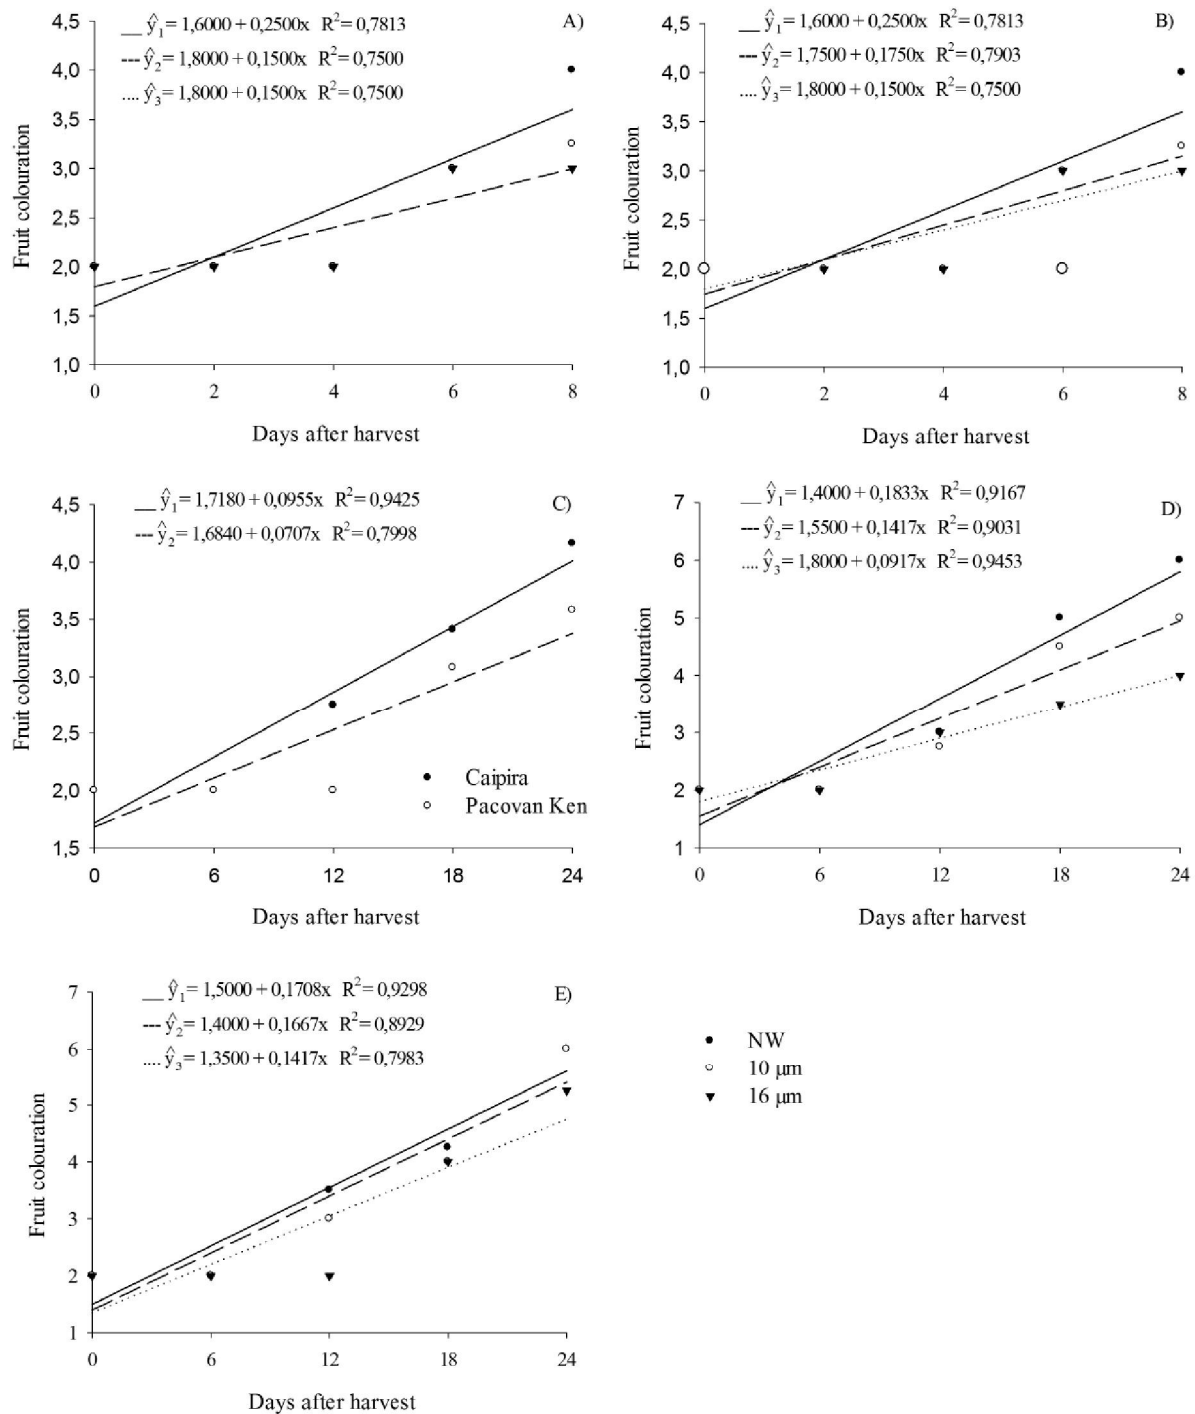 A)
ŷ1= 1,6000 + 0,2500x R2= 0,7813
ŷ2= 1,8000 + 0,1500x R2= 0,7500
ŷ3= 1,8000 + 0,1500x R2= 0,7500
4,5
4,0
3,5
3,0
2,5
2,0
1,5
1,0
Fruit colouration
0 2 4 6 8
Days after harvest
B)
ŷ1= 1,6000 + 0,2500x R2= 0,7813
ŷ2= 1,7500 + 0,1750x R2= 0,7903
ŷ3= 1,8000 + 0,1500x R2= 0,7500
4,5
4,0
3,5
3,0
2,5
2,0
1,5
1,0
Fruit colouration
0 2 4 6 8
Days after harvest
C)
ŷ1= 1,7180 + 0,0955x R2= 0,9425
ŷ2= 1,6840 + 0,0707x R2= 0,7998
4,5
4,0
3,5
3,0
2,5
2,0
1,5
Fruit colouration
Caipira
Pacovan Ken
0 6 12 18 24
Days after harvest
D)
ŷ1= 1,4000 + 0,1833x R2= 0,9167
ŷ2= 1,5500 + 0,1417x R2= 0,9031
ŷ3= 1,8000 + 0,0917x R2= 0,9453
7
6
5
4
3
2
1
Fruit colouration
0 6 12 18 24
Days after harvest
E)
ŷ1= 1,5000 + 0,1708x R2= 0,9298
ŷ2= 1,4000 + 0,1667x R2= 0,8929
ŷ3= 1,3500 + 0,1417x R2= 0,7983
7
6
5
4
3
2
1
Fruit colouration
0 6 12 18 24
Days after harvest
NW
10 µm
16 µm